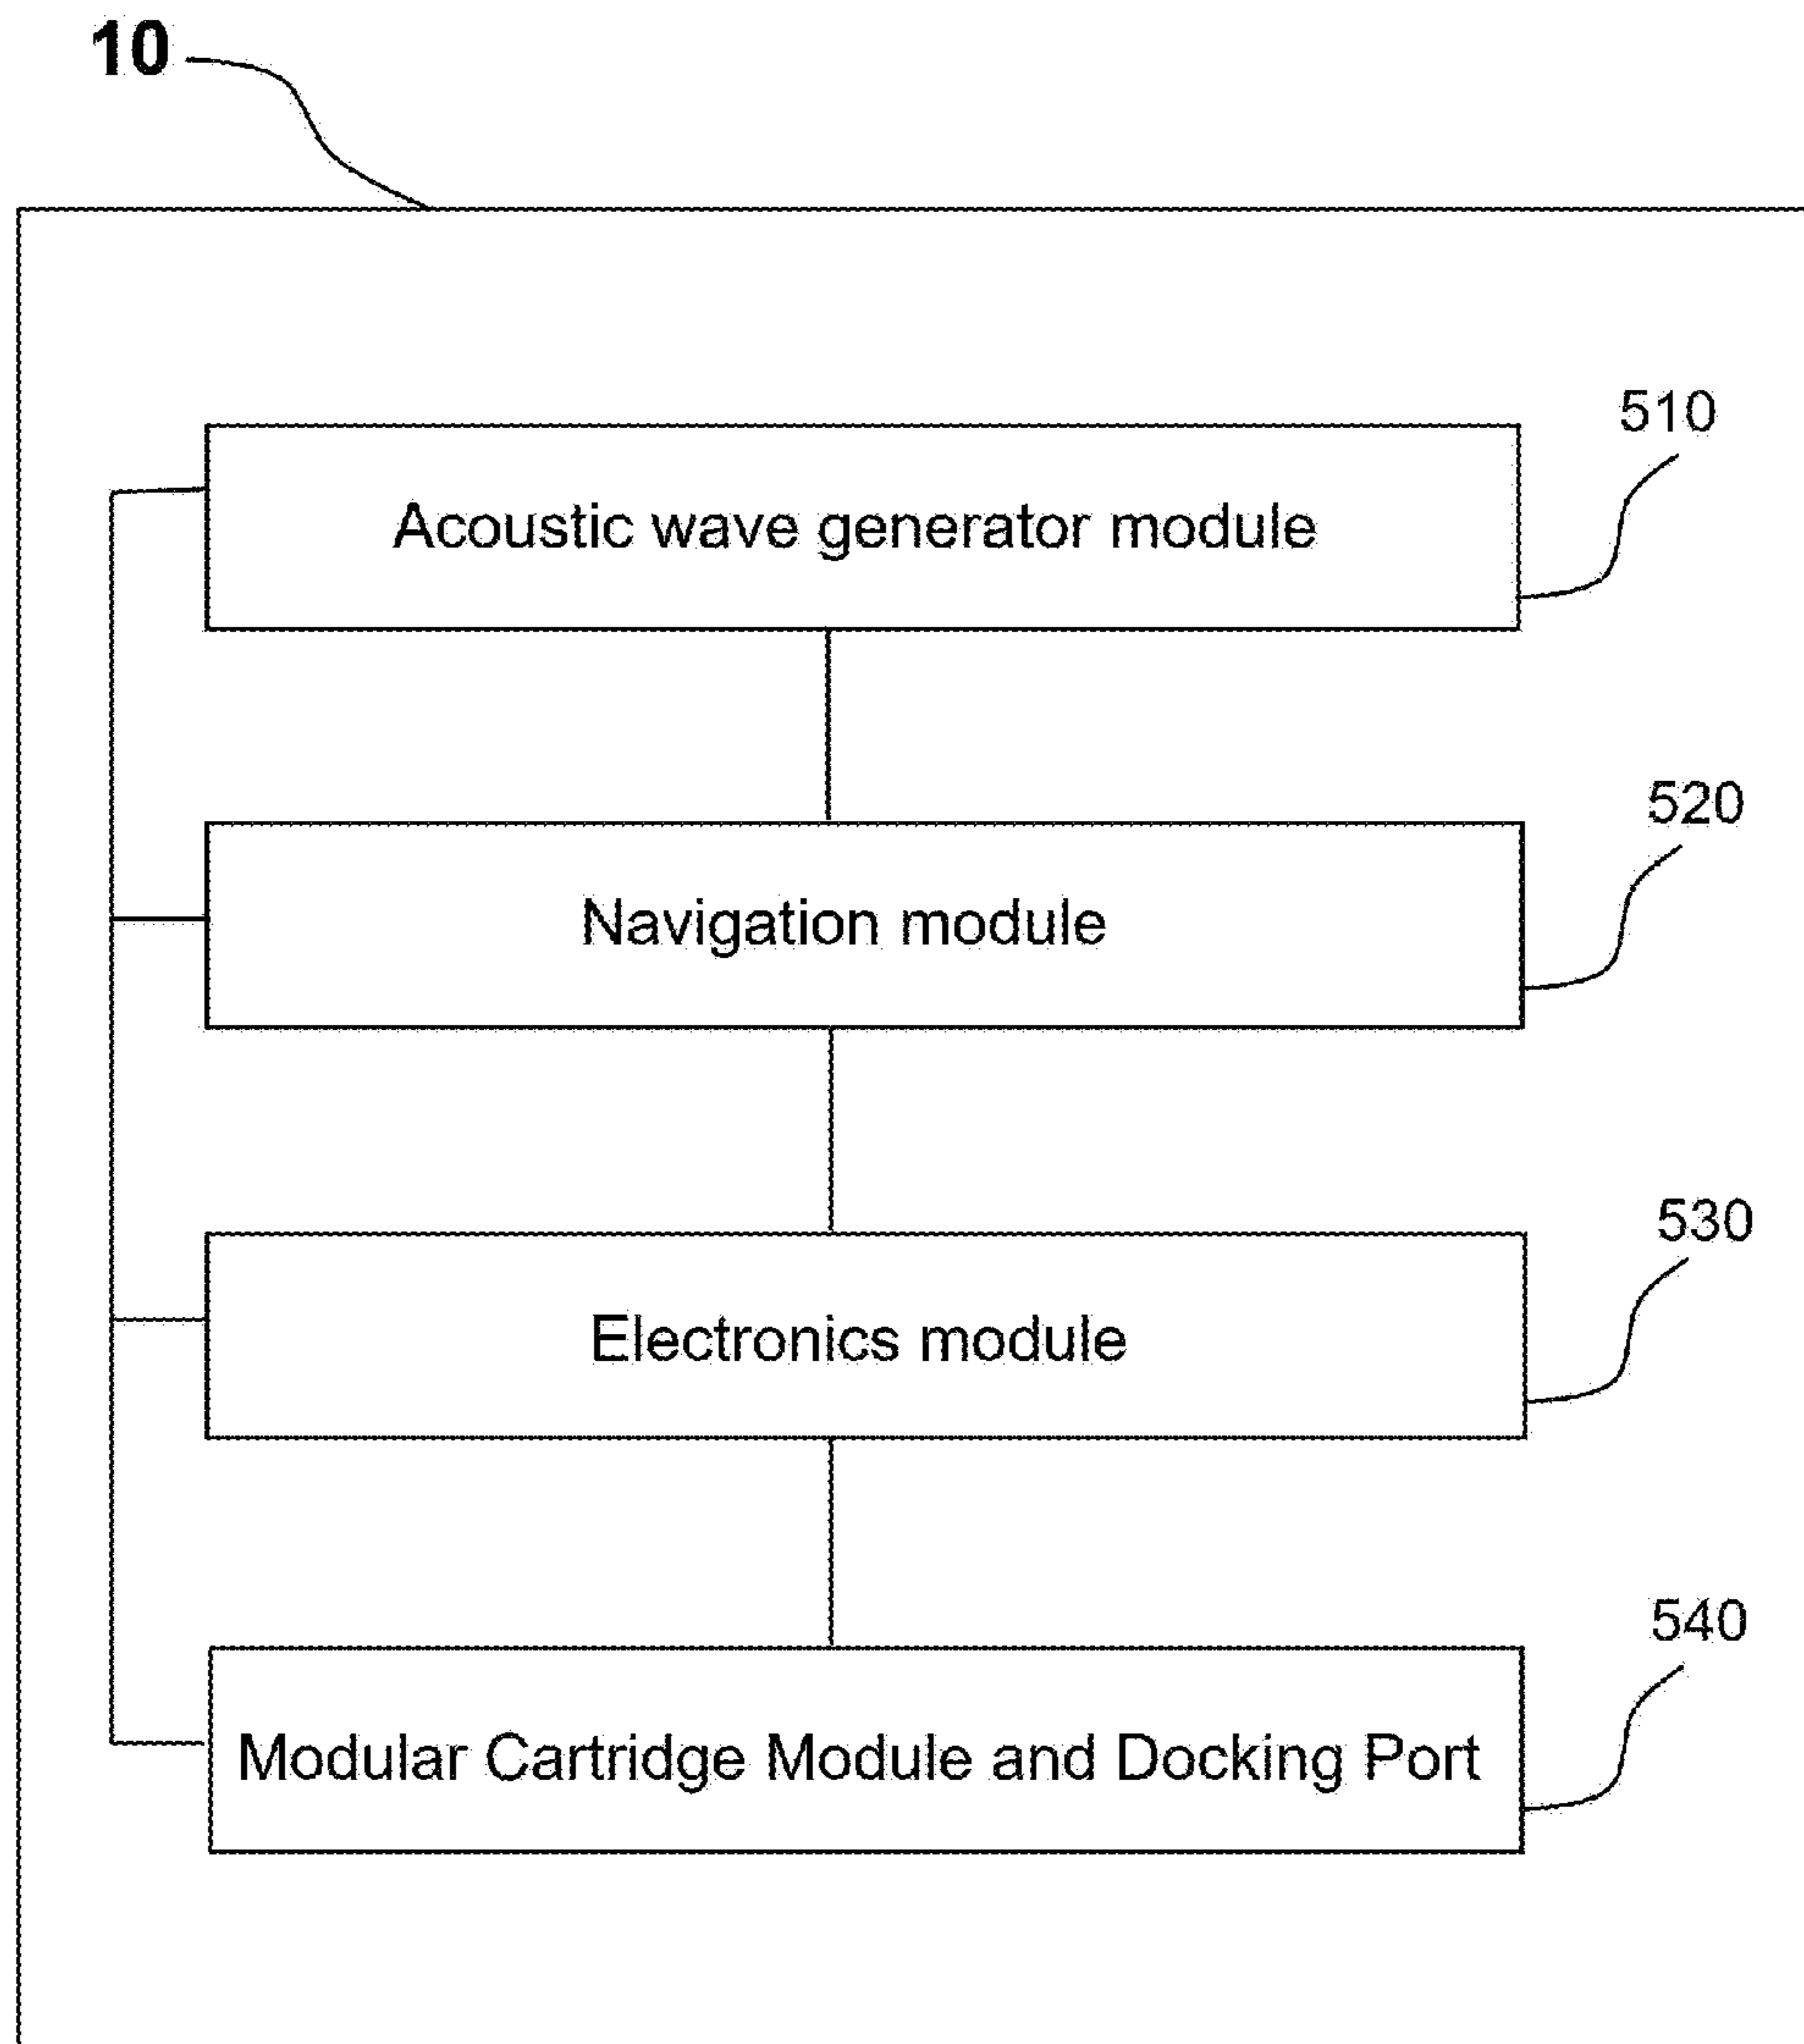 10
510
Acoustic wave generator module
520
Navigation module
530
Electronics module
540
Modular Cartridge Module and Docking Port